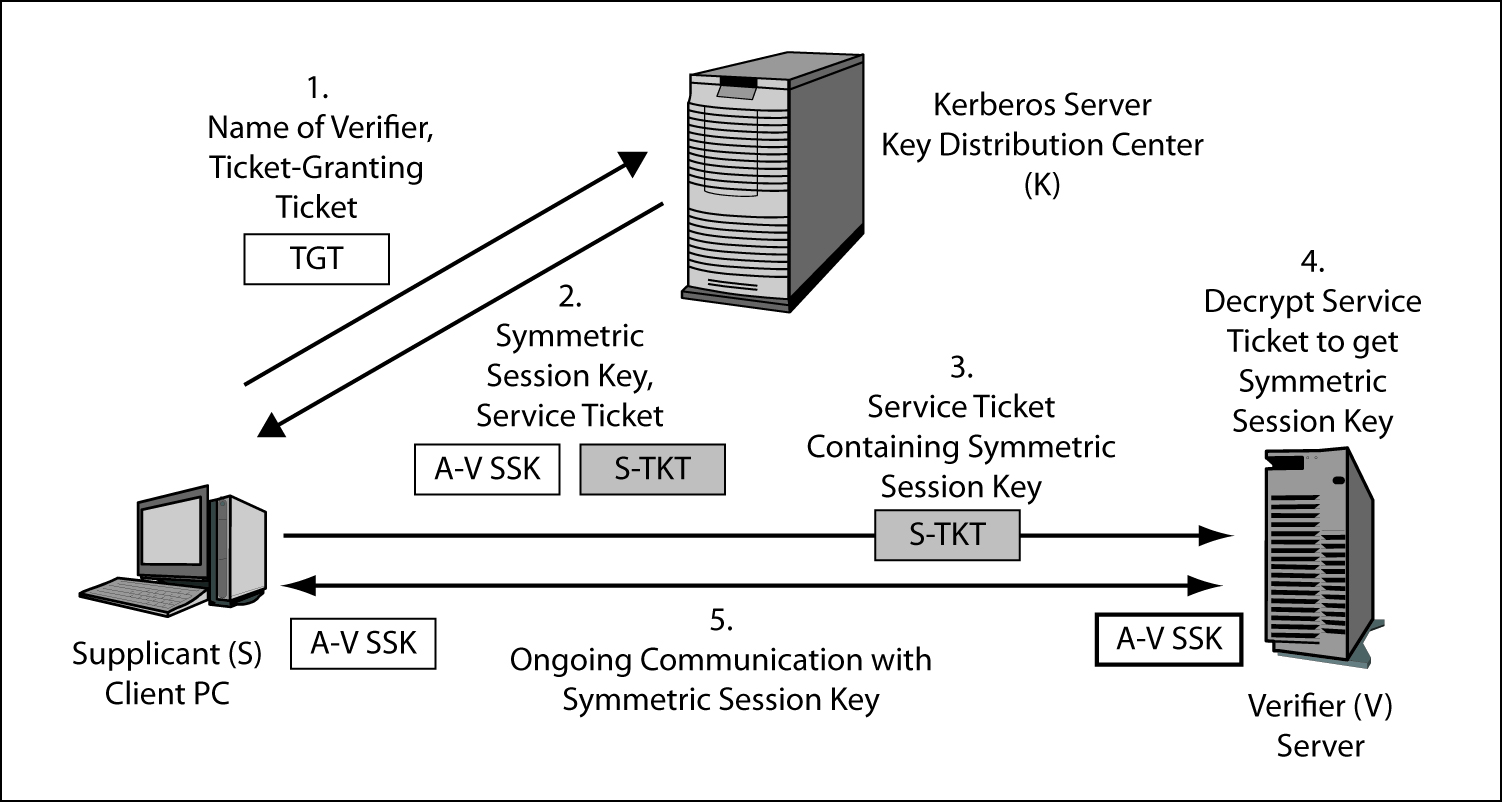 1.
Name of Verifier,
Ticket-Granting
Ticket
TGT
Kerberos Server
Key Distribution Center
(K)
2.
Symmetric
Session Key,
Service Ticket
A-V SSK
S-TKT
3.
Service Ticket
Containing Symmetric
Session Key
S-TKT
4.
Decrypt Service
Ticket to get
Symmetric
Session Key
A-V SSK
5.
Ongoing Communication with
Symmetric Session Key
A-V SSK
Supplicant (S)
Client PC
Verifier (V)
Server